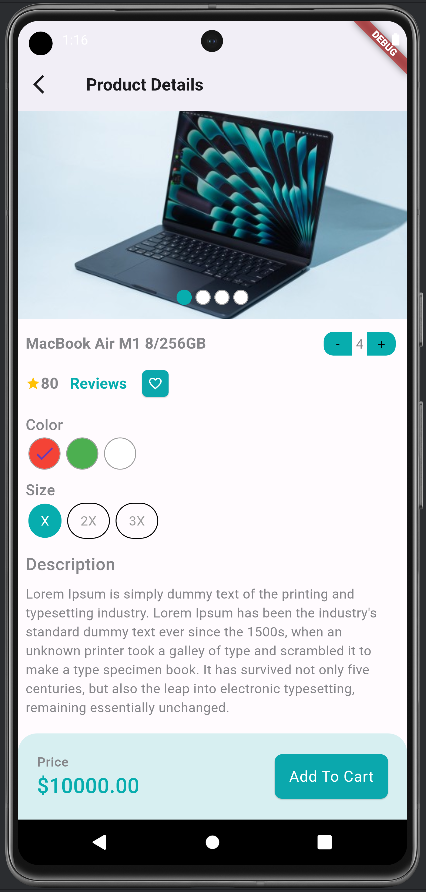 1:16
DEBUG
Product Details
MacBook Air M1 8/256GB
- 4 +
80 Reviews
Color
Size
X 2X 3X
Description
Lorem Ipsum is simply dummy text of the printing and
typesetting industry. Lorem Ipsum has been the industry's
standard dummy text ever since the 1500s, when an
unknown printer took a galley of type and scrambled it to
make a type specimen book. It has survived not only five
centuries, but also the leap into electronic typesetting,
remaining essentially unchanged.
Price
$10000.00
Add To Cart